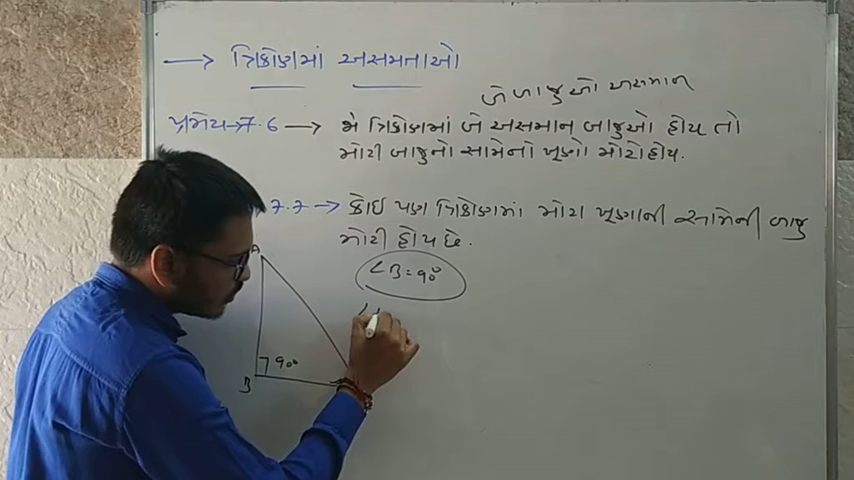 → ત્રિકોણમાં અસમતાઓ
બે બાજુઓ અસમાન
પ્રમેય→7.6 → જો ત્રિકોણમાં બે અસમાન બાજુઓ હોય તો
મોટી બાજુનો સામેનો ખૂણો મોટો હોય.
7.7 → કોઇ પણ ત્રિકોણમાં મોટા ખૂણાની સામેની બાજુ
મોટી હોય છે.
A
∠B=90°
90°
B